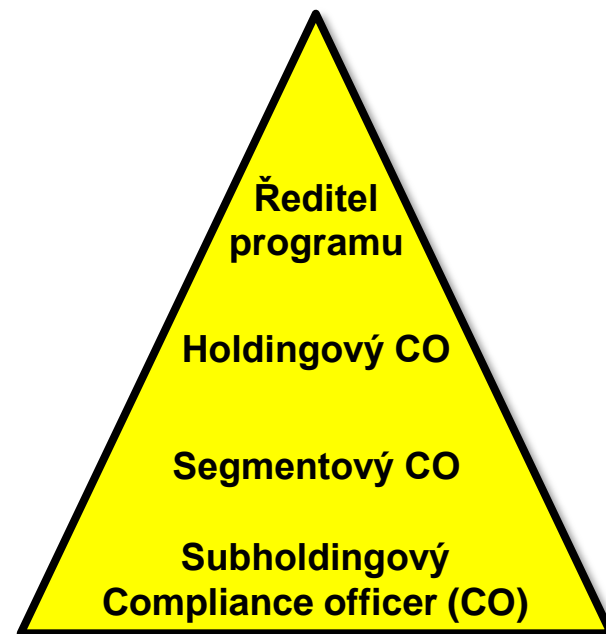 Ředitel
programu
Holdingový CO
Segmentový CO
Subholdingový
Compliance officer (CO)